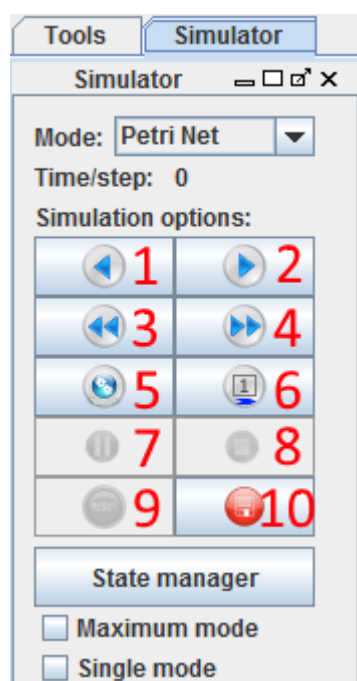 Tools Simulator
Simulator
Mode: Petri Net
Time/step: 0
Simulation options:
1 2
3 4
5 1 6
7 8
9 10
State manager
Maximum mode
Single mode